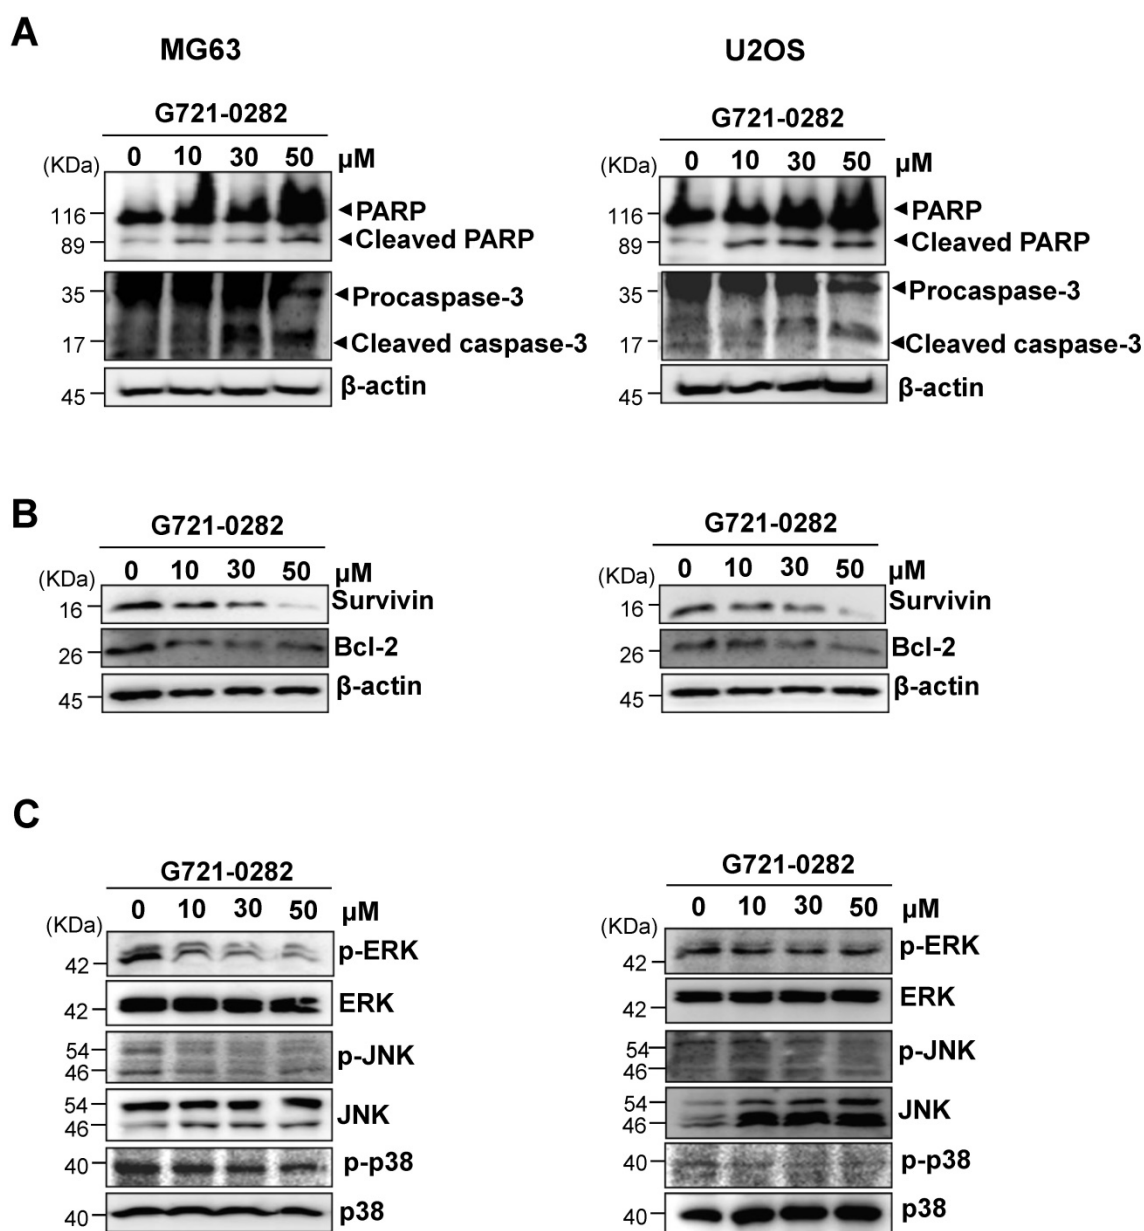 A
MG63
U2OS
G721-0282
(KDa) 0 10 30 50 μM
116 PARP
89 Cleaved PARP
35 Procaspase-3
17 Cleaved caspase-3
45 β-actin
G721-0282
(KDa) 0 10 30 50 μM
116 PARP
89 Cleaved PARP
35 Procaspase-3
17 Cleaved caspase-3
45 β-actin
B
G721-0282
(KDa) 0 10 30 50 μM
16 Survivin
26 Bcl-2
45 β-actin
G721-0282
(KDa) 0 10 30 50 μM
16 Survivin
26 Bcl-2
45 β-actin
C
G721-0282
(KDa) 0 10 30 50 μM
42 p-ERK
42 ERK
54 p-JNK
46
54 JNK
46
40 p-p38
40 p38
G721-0282
(KDa) 0 10 30 50 μM
42 p-ERK
42 ERK
54 p-JNK
46
54 JNK
46
40 p-p38
40 p38